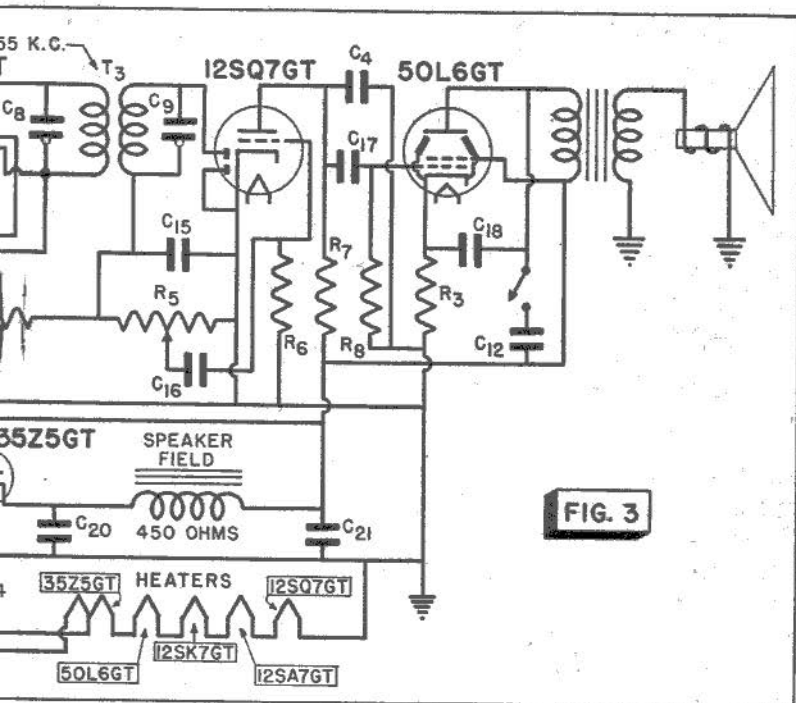 55 K.C.
T
T3
12SQ7GT
C4
50L6GT
C8
C9
C17
C15
C18
R7
R5
R3
R6
R8
C12
C16
35Z5GT
SPEAKER
FIELD
450 OHMS
C20
C21
FIG. 3
4
35Z5GT
HEATERS
12SQ7GT
50L6GT
12SK7GT
12SA7GT